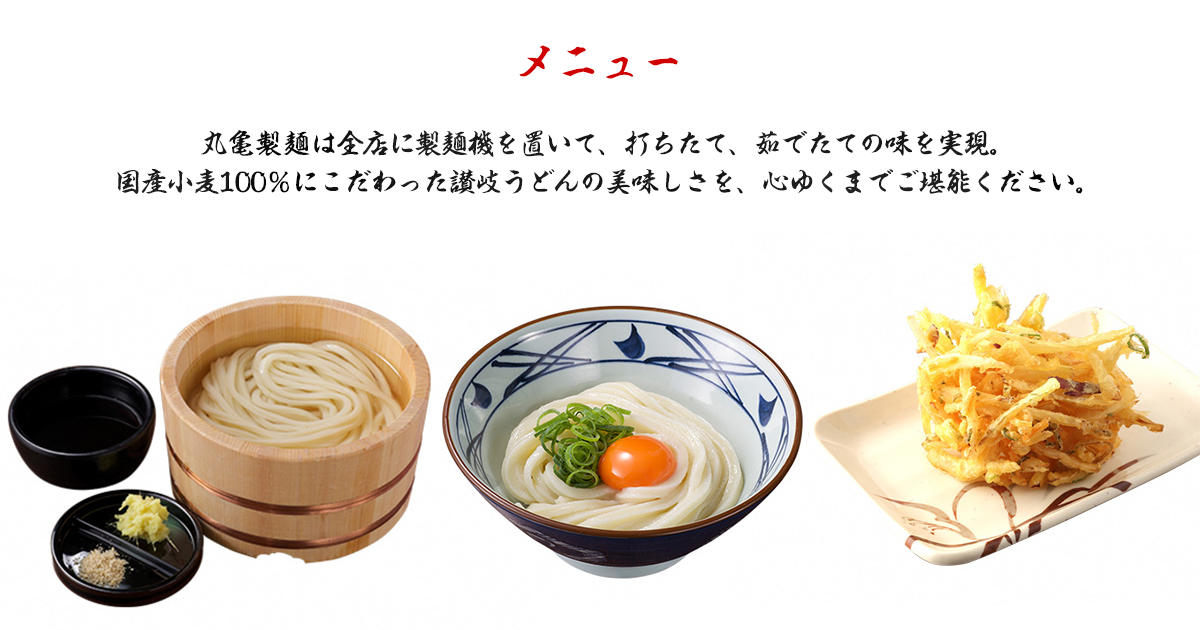 メニュー
丸亀製麺は全店に製麺機を置いて、打ちたて、茹でたての味を実現。
国産小麦100％にこだわった讃岐うどんの美味しさを、心ゆくまでご堪能ください。